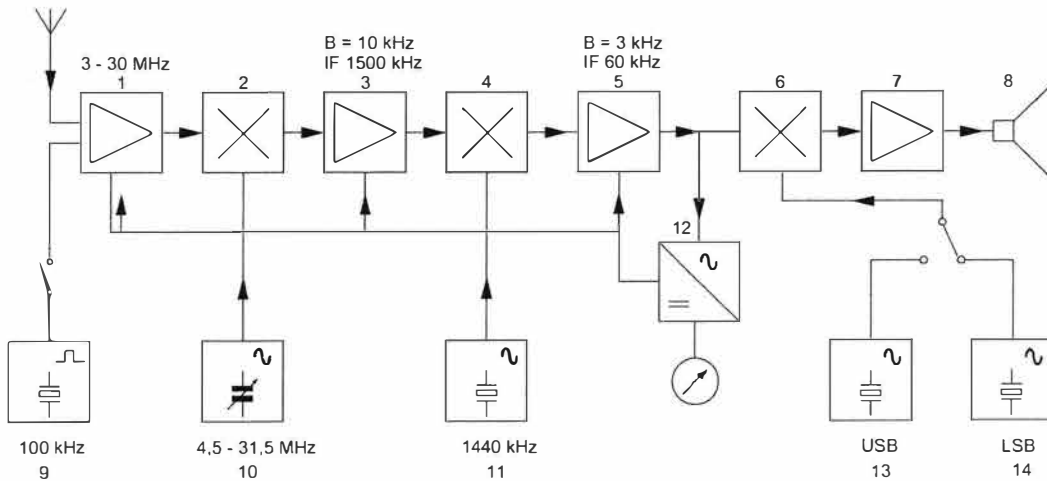 3 - 30 MHz
1
2
B = 10 kHz
IF 1500 kHz
3
4
B = 3 kHz
IF 60 kHz
5
6
7
8
12
100 kHz
9
4,5 - 31,5 MHz
10
1440 kHz
11
USB
13
LSB
14